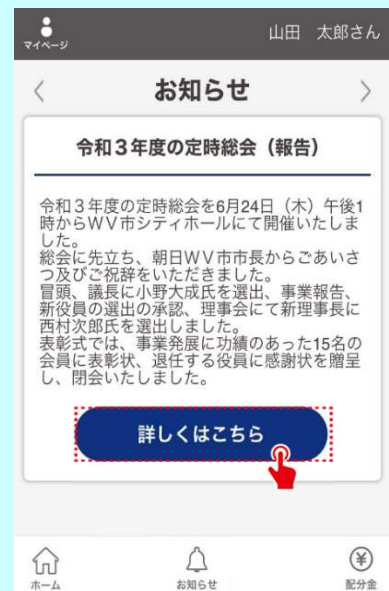 マイページ
山田 太郎さん
お知らせ
令和３年度の定時総会（報告）
令和３年度の定時総会を6月24日（木）午後1
時からWV市シティホールにて開催いたしま
した。
総会に先立ち、朝日WV市市長からごあいさ
つ及びご祝辞をいただきました。
冒頭、議長に小野大成氏を選出、事業報告、
新役員の選出の承認、理事会にて新理事長に
西村次郎氏を選出しました。
表彰式では、事業発展に功績のあった15名の
会員に表彰状、退任する役員に感謝状を贈呈
し、閉会いたしました。
詳しくはこちら
ホーム
お知らせ
配分金